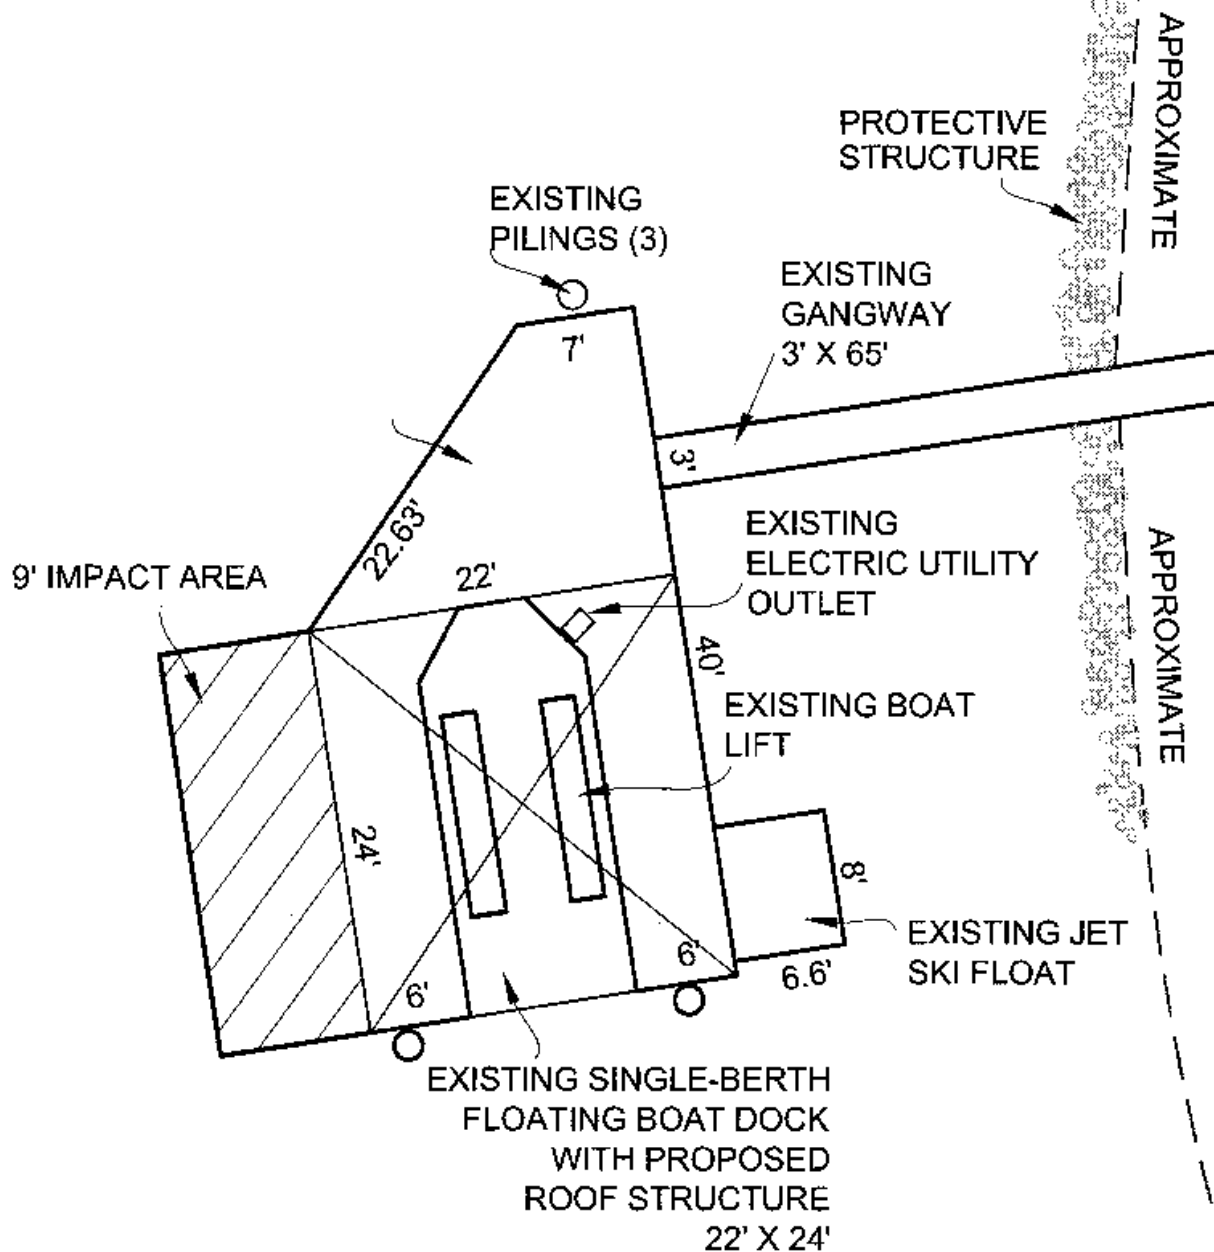 APPROXIMATE
PROTECTIVE
STRUCTURE
EXISTING
PILINGS (3)
EXISTING
GANGWAY
3' X 65'
7'
3'
22.63'
EXISTING
ELECTRIC UTILITY
OUTLET
APPROXIMATE
9' IMPACT AREA
22'
40'
EXISTING BOAT
LIFT
24'
8'
6'
EXISTING JET
SKI FLOAT
6.6'
6'
EXISTING SINGLE-BERTH
FLOATING BOAT DOCK
WITH PROPOSED
ROOF STRUCTURE
22' X 24'